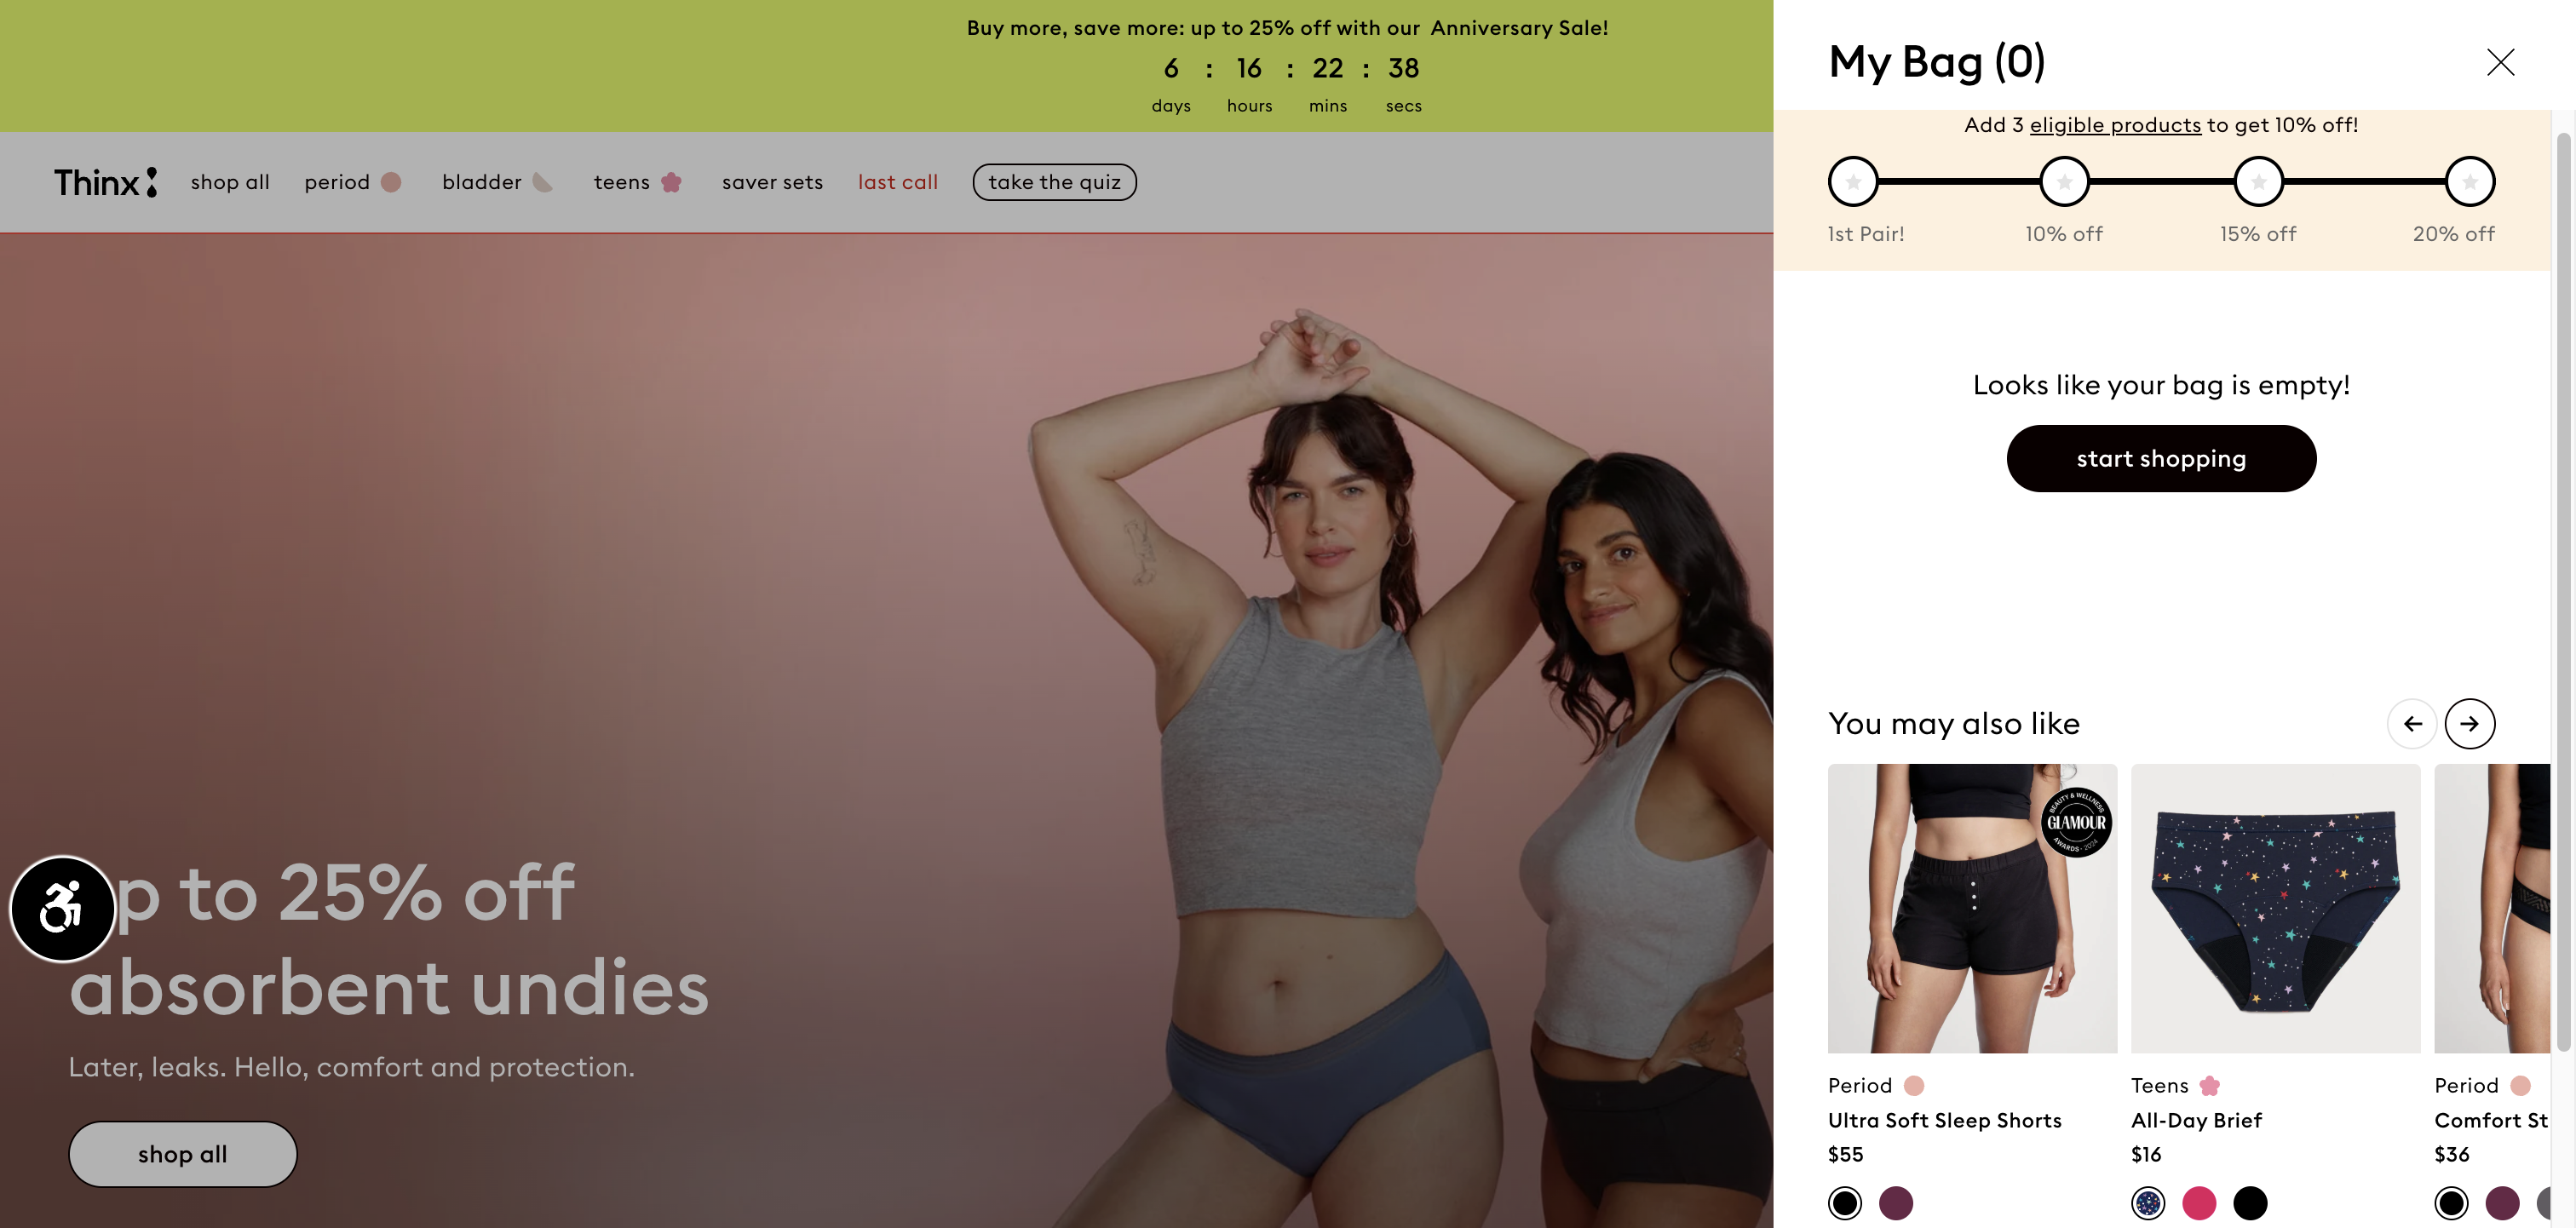 Buy more, save more: up to 25% off with our Anniversary Sale!
6 : 16 : 22 : 38
days hours mins secs
Thinx
shop all period bladder teens saver sets last call take the quiz
p to 25% off
absorbent undies
Later, leaks. Hello, comfort and protection.
shop all
My Bag (0)
Add 3 eligible products to get 10% off!
1st Pair! 10% off 15% off 20% off
Looks like your bag is empty!
start shopping
You may also like
BEAUTY & WELLNESS
GLAMOUR
AWARDS • 2024
Period
Ultra Soft Sleep Shorts
$55
Teens
All-Day Brief
$16
Period
Comfort St
$36